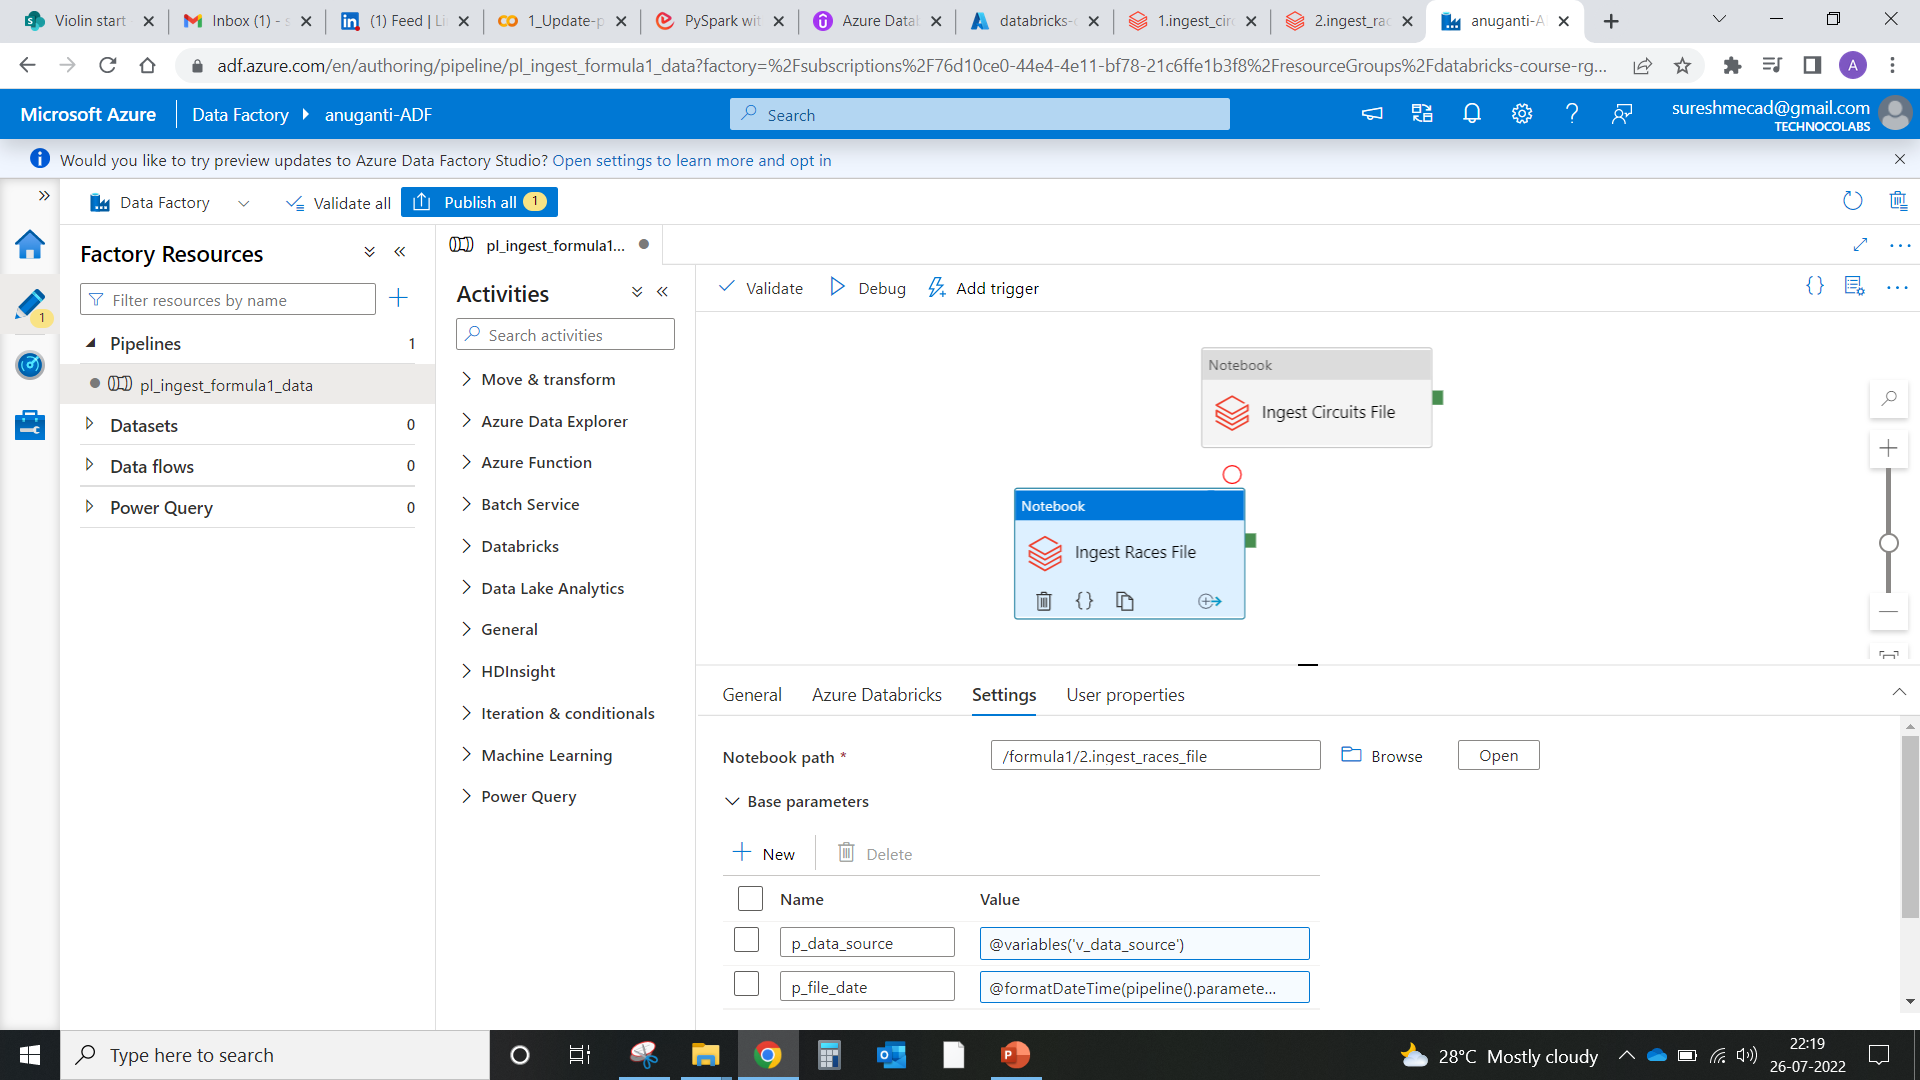 Violin start
Inbox (1) - s
(1) Feed | Li
1_Update-p
PySpark wit
Azure Datab
databricks-c
1.ingest_circ
2.ingest_rac
anuganti-A
adf.azure.com/en/authoring/pipeline/pl_ingest_formula1_data?factory=%2Fsubscriptions%2F76d10ce0-44e4-4e11-bf78-21c6ffe1b3f8%2FresourceGroups%2Fdatabricks-course-rg...
A
Microsoft Azure
Data Factory
anuganti-ADF
Search
sureshmecad@gmail.com
TECHNOCOLABS
Would you like to try preview updates to Azure Data Factory Studio? Open settings to learn more and opt in
Data Factory
Validate all
Publish all 1
Factory Resources
Filter resources by name
1
Pipelines 1
pl_ingest_formula1_data
Datasets 0
Data flows 0
Power Query 0
pl_ingest_formula1...
Activities
Search activities
Move & transform
Azure Data Explorer
Azure Function
Batch Service
Databricks
Data Lake Analytics
General
HDInsight
Iteration & conditionals
Machine Learning
Power Query
Validate
Debug
Add trigger
Notebook
Ingest Circuits File
Notebook
Ingest Races File
General
Azure Databricks
Settings
User properties
Notebook path *
/formula1/2.ingest_races_file
Browse
Open
Base parameters
New
Delete
Name Value
p_data_source @variables('v_data_source')
p_file_date @formatDateTime(pipeline().paramete...
Type here to search
28°C Mostly cloudy
22:19
26-07-2022